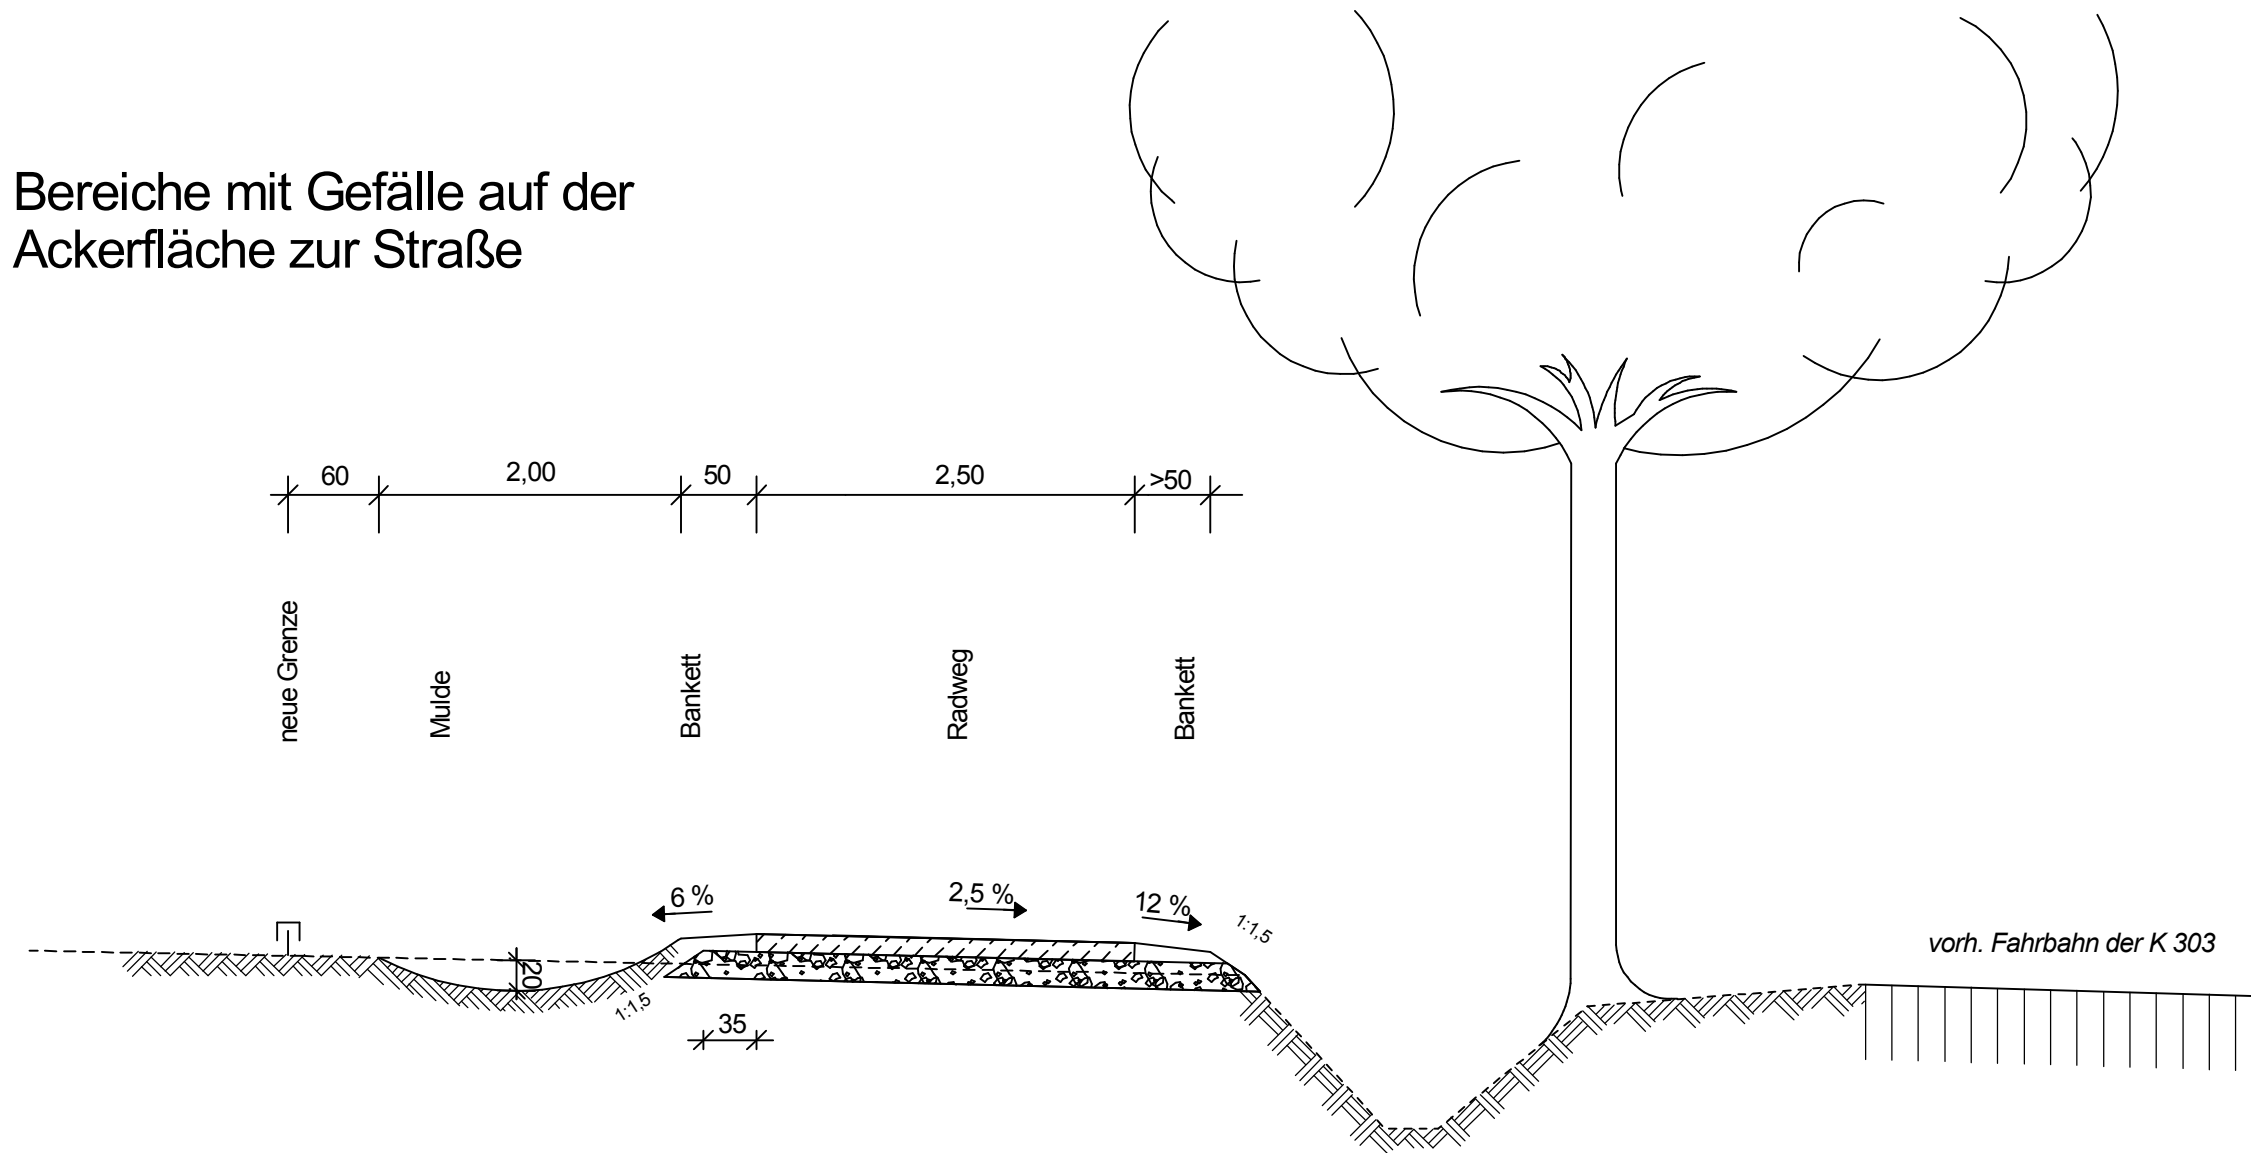 Bereiche mit Gefälle auf der
Ackerfläche zur Straße
60
2,00
50
2,50
>50
neue Grenze
Mulde
Bankett
Radweg
Bankett
6 %
2,5 %
12 %
1:1,5
vorh. Fahrbahn der K 303
20
1:1,5
35